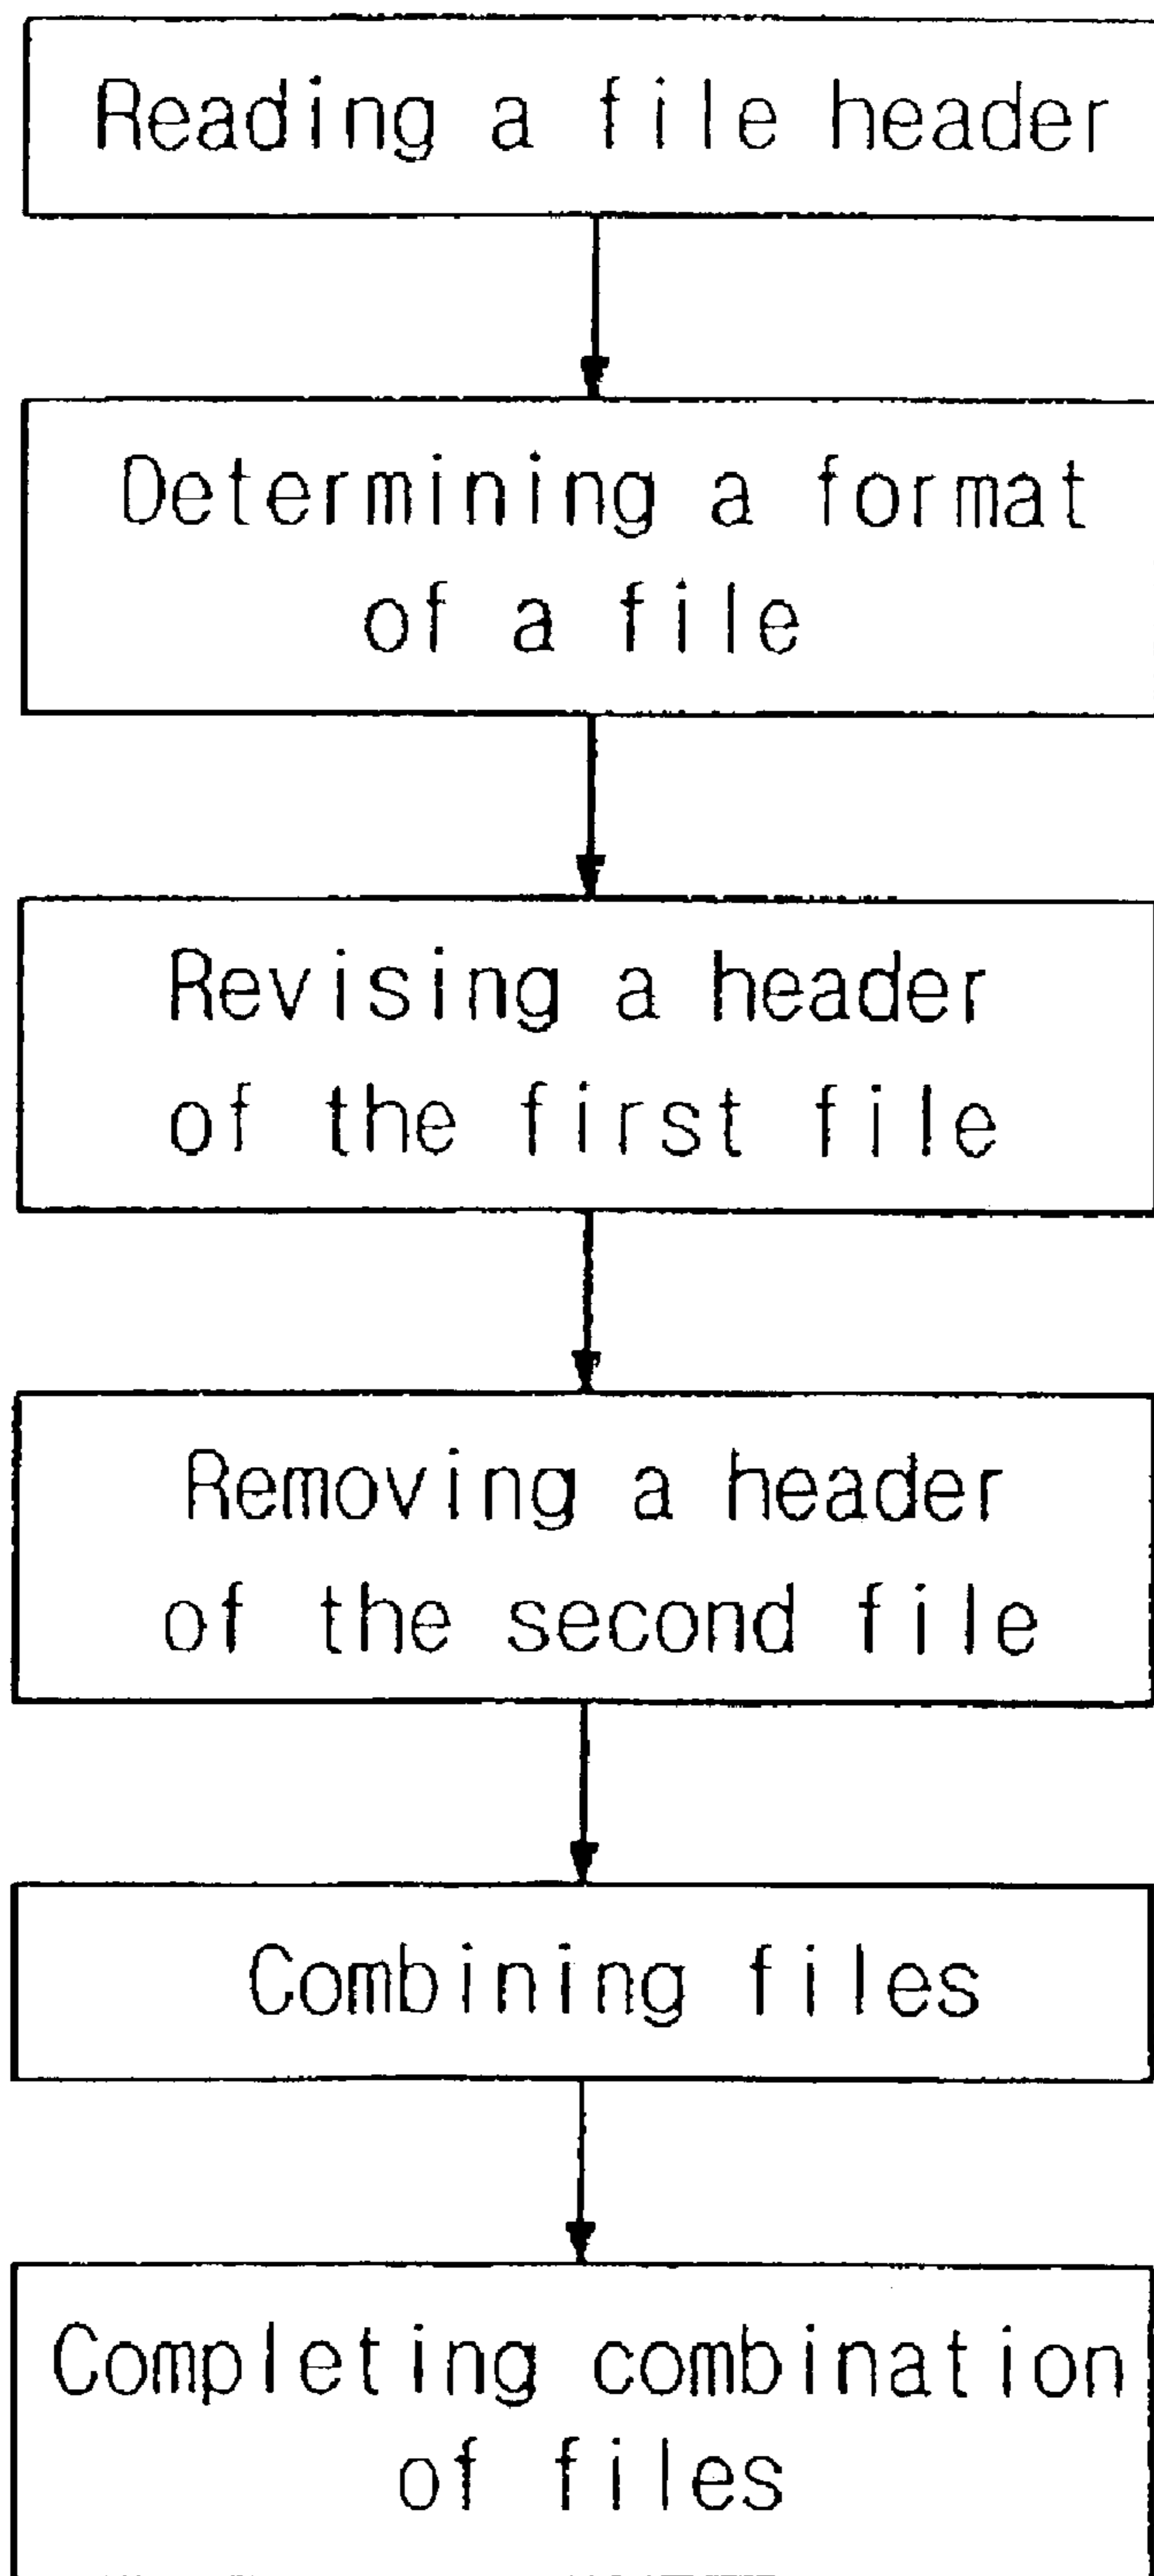 Reading a file header
Determining a format
of a file
Revising a header
of the first file
Removing a header
of the second file
Combining files
Completing combination
of files